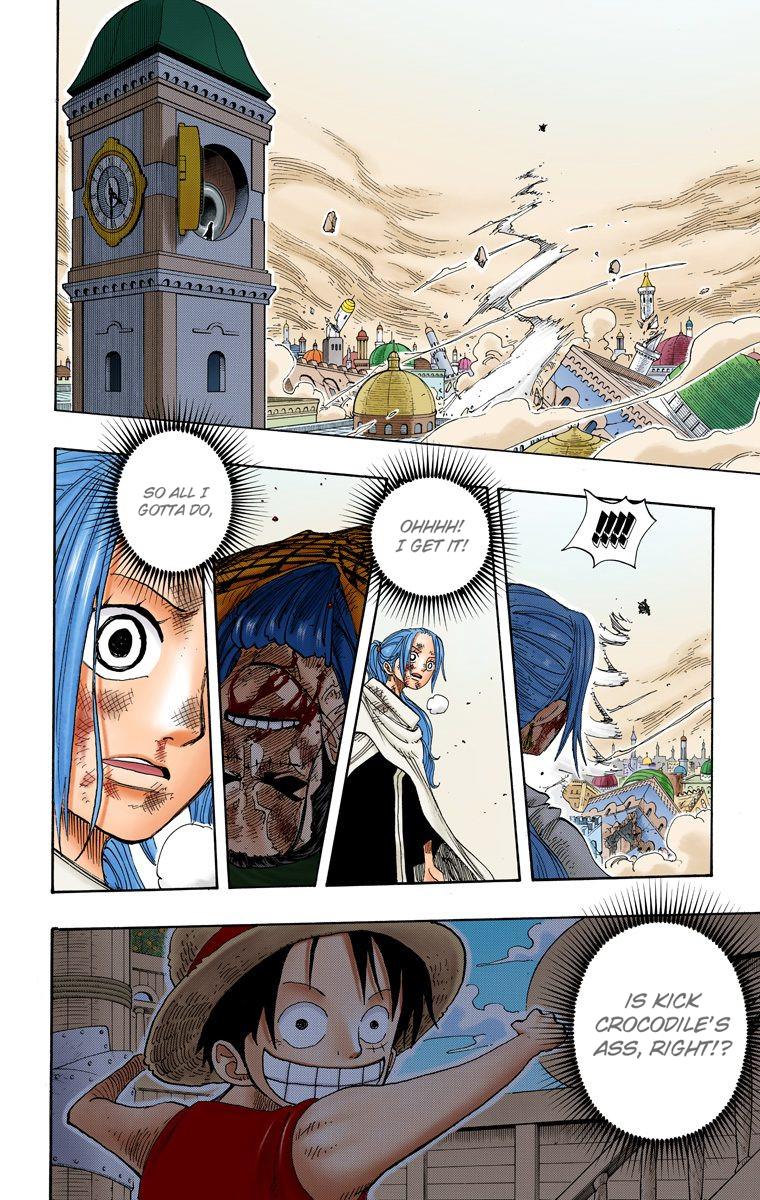 !!!!!
OHHHH!
I GET IT!
SO ALL I
GOTTA DO,
IS KICK
CROCODILE'S
ASS, RIGHT!?